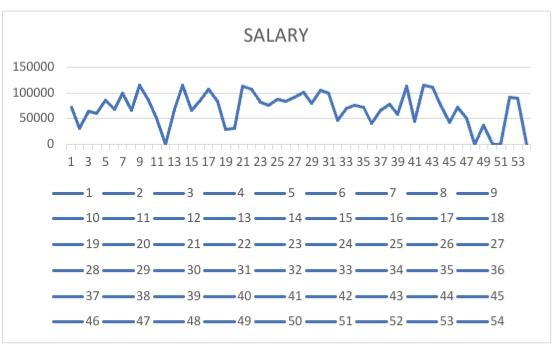 SALARY
150000
100000
50000
0
1 3 5 7 9 11 13 15 17 19 21 23 25 27 29 31 33 35 37 39 41 43 45 47 49 51 53
1 2 3 4 5 6 7 8 9
10 11 12 13 14 15 16 17 18
19 20 21 22 23 24 25 26 27
28 29 30 31 32 33 34 35 36
37 38 39 40 41 42 43 44 45
46 47 48 49 50 51 52 53 54